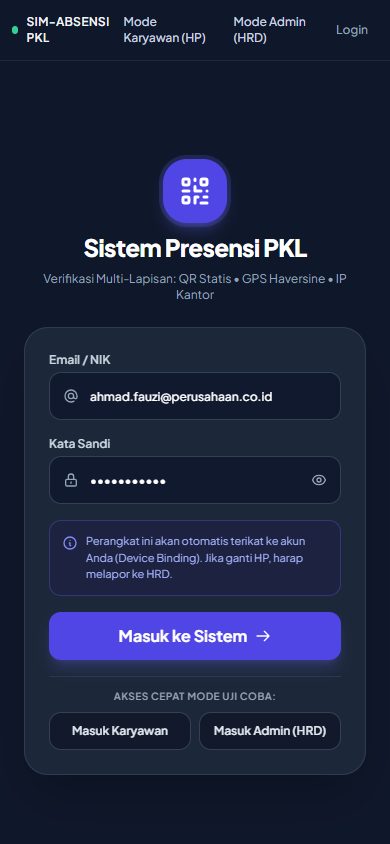 SIM-ABSENSI PKL
Mode Karyawan (HP)
Mode Admin (HRD)
Login
Sistem Presensi PKL
Verifikasi Multi-Lapisan: QR Statis • GPS Haversine • IP
Kantor
Email / NIK
ahmad.fauzi@perusahaan.co.id
Kata Sandi
Perangkat ini akan otomatis terikat ke akun
Anda (Device Binding). Jika ganti HP, harap
melapor ke HRD.
Masuk ke Sistem →
AKSES CEPAT MODE UJI COBA:
Masuk Karyawan
Masuk Admin (HRD)